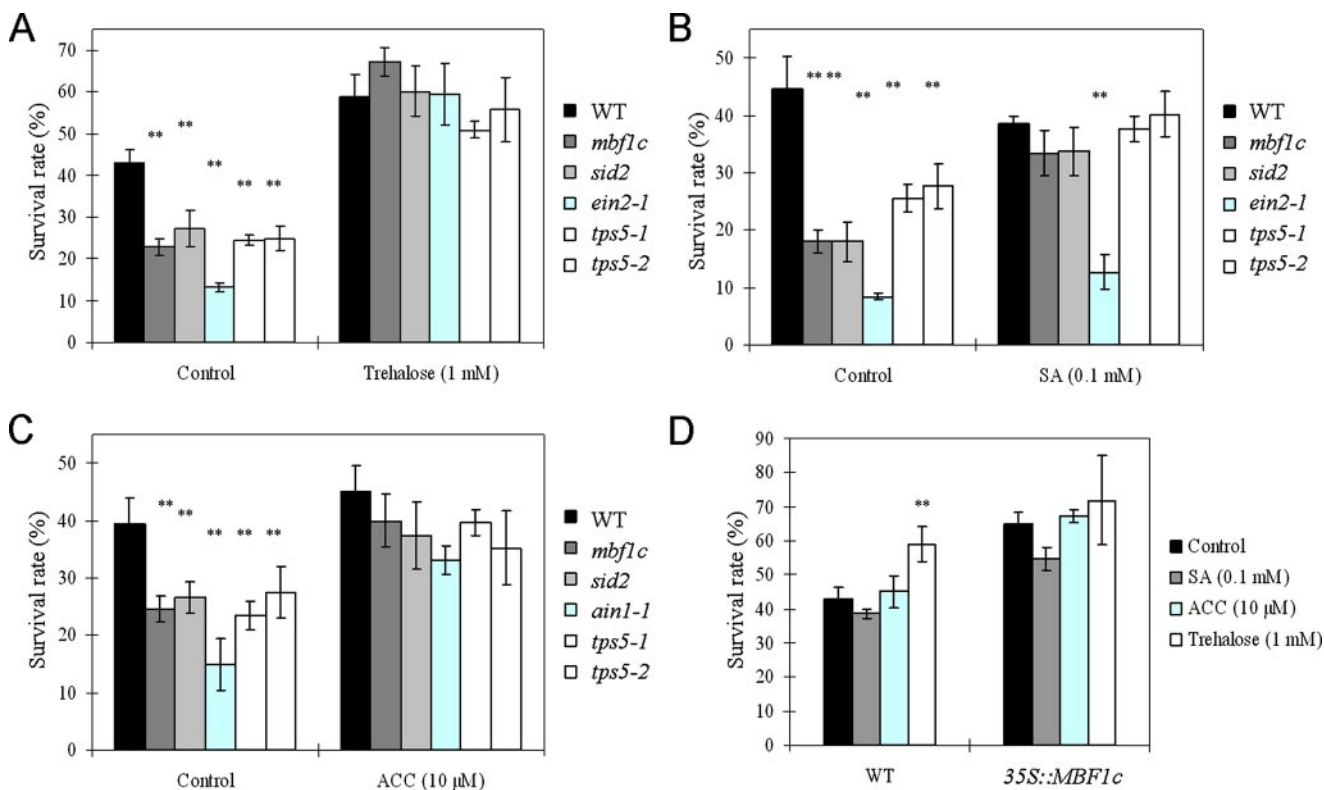 A
Survival rate (%)
70
60
50
40
30
20
10
0
**
**
**
**
**
Control
Trehalose (1 mM)
WT
mbf1c
sid2
ein2-1
tps5-1
tps5-2
B
Survival rate (%)
50
40
30
20
10
0
** **
**
**
**
**
Control
SA (0.1 mM)
WT
mbf1c
sid2
ein2-1
tps5-1
tps5-2
C
Survival rate (%)
50
40
30
20
10
0
**
**
**
**
**
Control
ACC (10 µM)
WT
mbf1c
sid2
ain1-1
tps5-1
tps5-2
D
Survival rate (%)
90
80
70
60
50
40
30
20
10
0
**
WT
35S::MBF1c
Control
SA (0.1 mM)
ACC (10 µM)
Trehalose (1 mM)